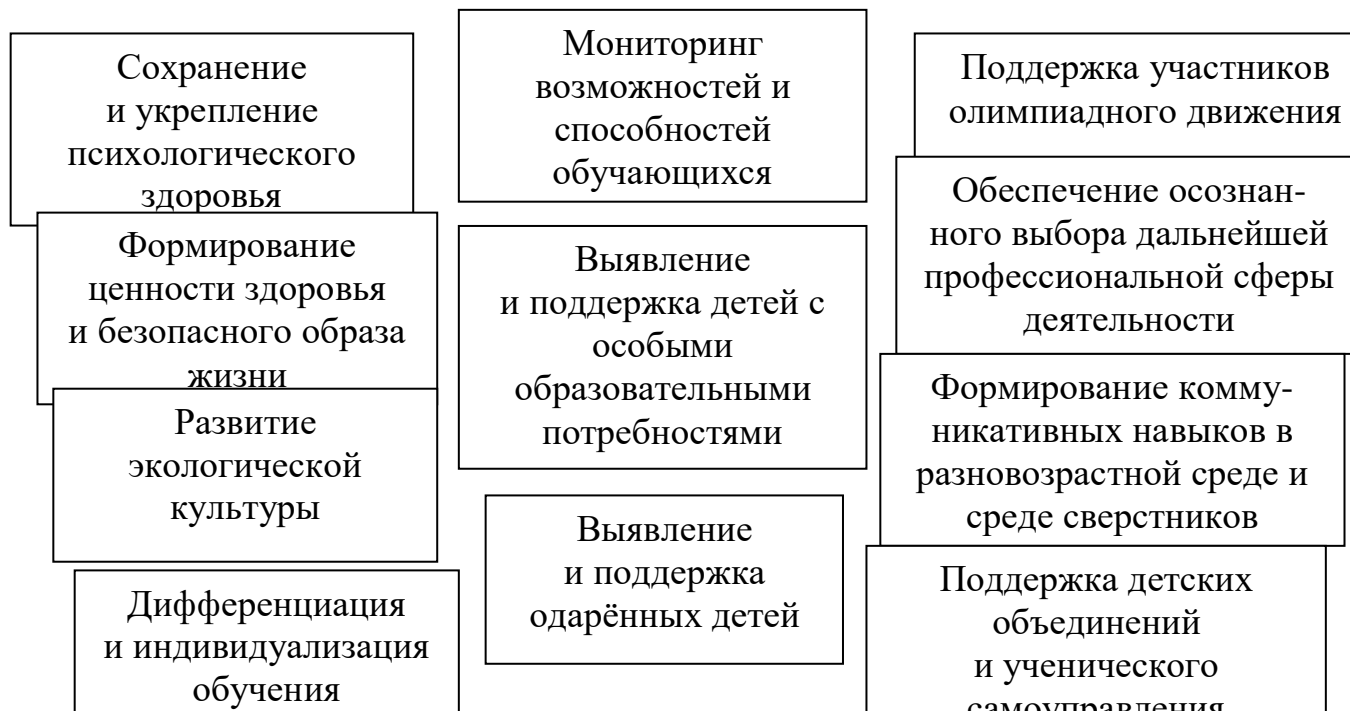 Сохранение
и укрепление
психологического
здоровья
Формирование
ценности здоровья
и безопасного образа
жизни
Развитие
экологической
культуры
Дифференциация
и индивидуализация
обучения
Мониторинг
возможностей и
способностей
обучающихся
Выявление
и поддержка детей с
особыми
образовательными
потребностями
Выявление
и поддержка
одарённых детей
Поддержка участников
олимпиадного движения
Обеспечение осознан-
ного выбора дальнейшей
профессиональной сферы
деятельности
Формирование комму-
никативных навыков в
разновозрастной среде и
среде сверстников
Поддержка детских
объединений
и ученического
самоуправления